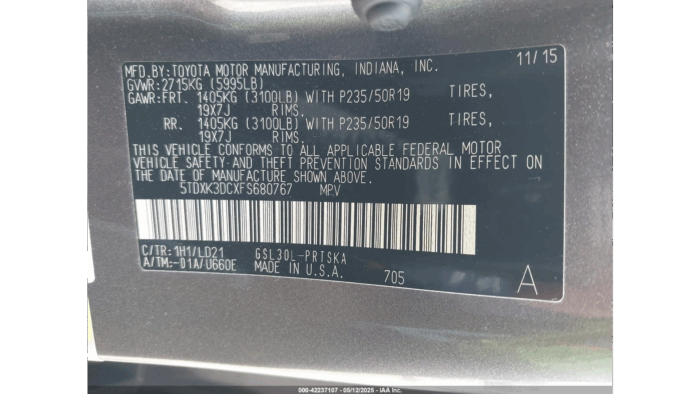 MFD.BY: TOYOTA MOTOR MANUFACTURING, INDIANA, INC. 11/15
GVWR: 2715KG (5995LB)
GAWR: FRT. 1405KG (3100LB) WITH P235/50R19 TIRES,
19X7J RIMS.
RR. 1405KG (3100LB) WITH P235/50R19 TIRES,
19X7J RIMS.
THIS VEHICLE CONFORMS TO ALL APPLICABLE FEDERAL MOTOR
VEHICLE SAFETY AND THEFT PREVENTION STANDARDS IN EFFECT ON
THE DATE OF MANUFACTURE SHOWN ABOVE.
5TDXK3DCXFS680767 MPV
C/TR: 1H1/LD21 GSL30L-PRTSKA
A/TM: -01A/U660E MADE IN U.S.A. 705 A
000-42237107 - 05/12/2025 - IAA Inc.